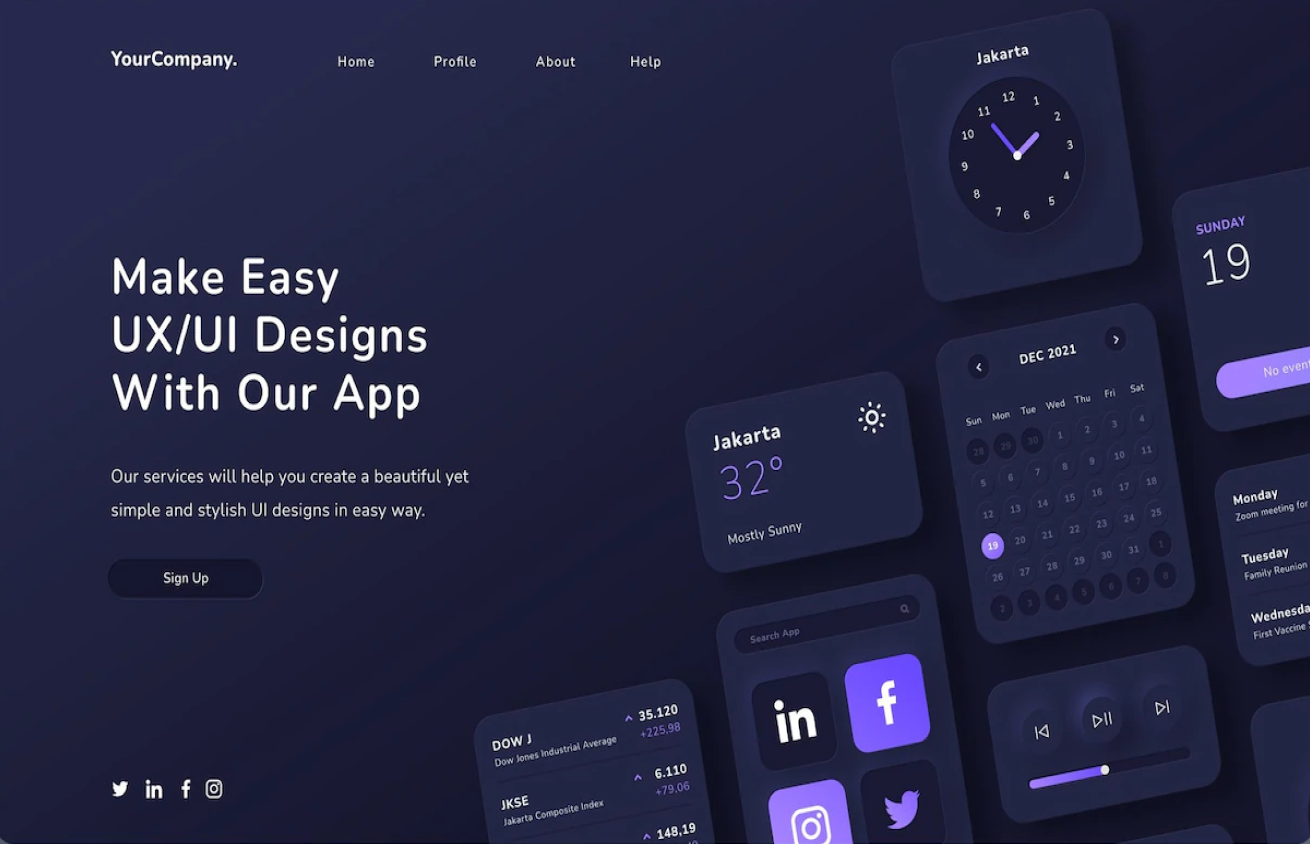 YourCompany.
Home Profile About Help
Make Easy
UX/UI Designs
With Our App
Our services will help you create a beautiful yet
simple and stylish UI designs in easy way.
Sign Up
Jakarta
12
1
2
3
4
5
6
7
8
9
10
11
SUNDAY
19
No event
DEC 2021
Sun Mon Tue Wed Thu Fri Sat
28 29 30 1 2 3 4
5 6 7 8 9 10 11
12 13 14 15 16 17 18
19 20 21 22 23 24 25
26 27 28 29 30 31 1
2 3 4 5 6 7 8
Jakarta
32°
Mostly Sunny
Monday
Zoom meeting for
Tuesday
Family Reunion
Wednesda
First Vaccine
Search App
in f
DOW J 35.120
Dow Jones Industrial Average +225,98
JKSE 6.110
Jakarta Composite Index +79,06
148,19
in f